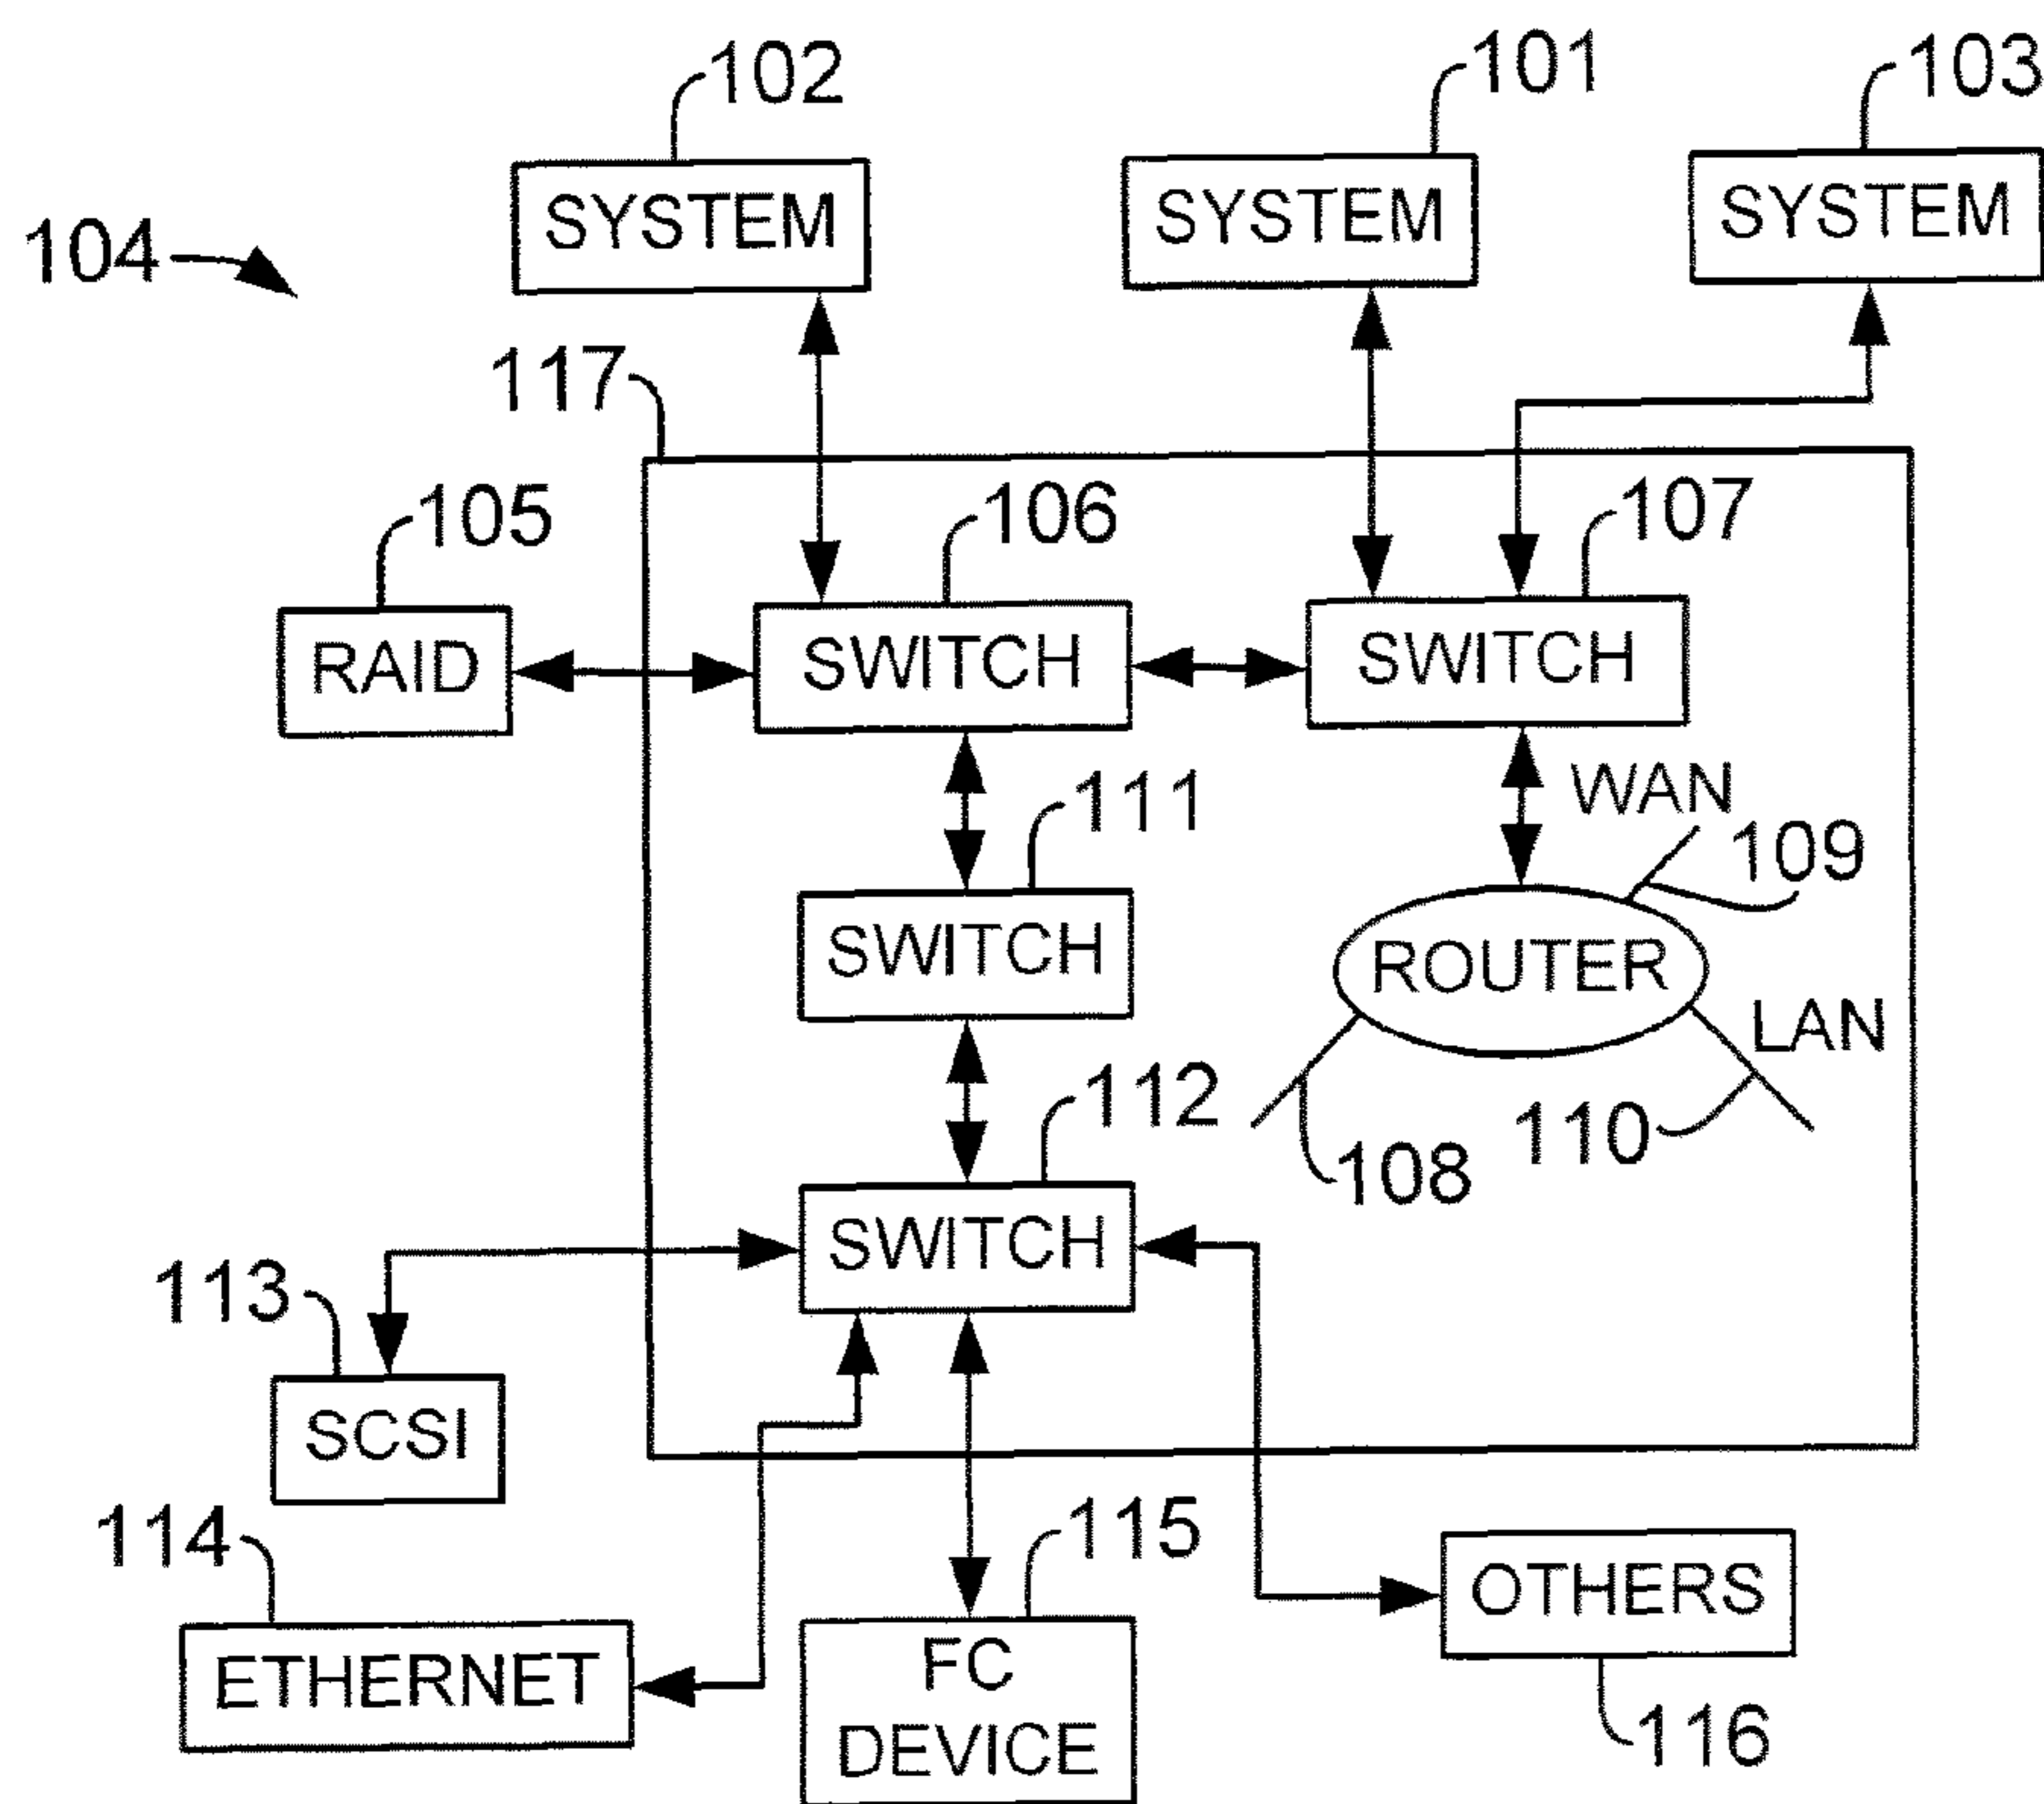 102
101
103
SYSTEM
SYSTEM
SYSTEM
104
117
105
106
107
RAID
SWITCH
SWITCH
WAN
111
109
SWITCH
ROUTER
LAN
112
110
108
SWITCH
113
SCSI
114
115
ETHERNET
FC
DEVICE
OTHERS
116